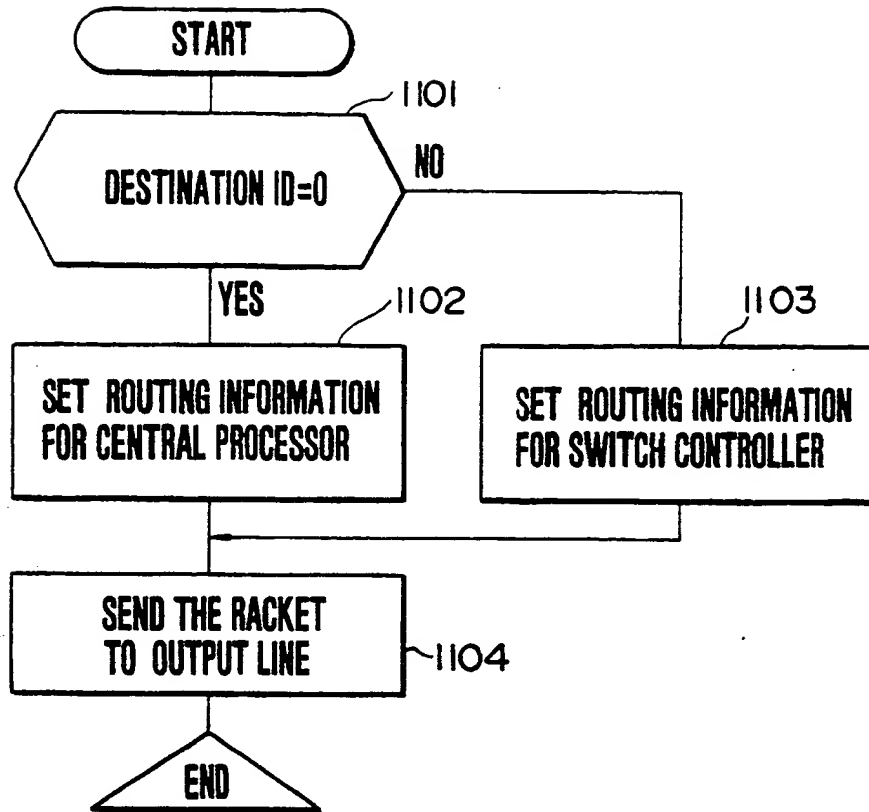 START
1101
DESTINATION ID=0
NO
YES
1102
1103
SET ROUTING INFORMATION
FOR CENTRAL PROCESSOR
SET ROUTING INFORMATION
FOR SWITCH CONTROLLER
SEND THE RACKET
TO OUTPUT LINE
1104
END